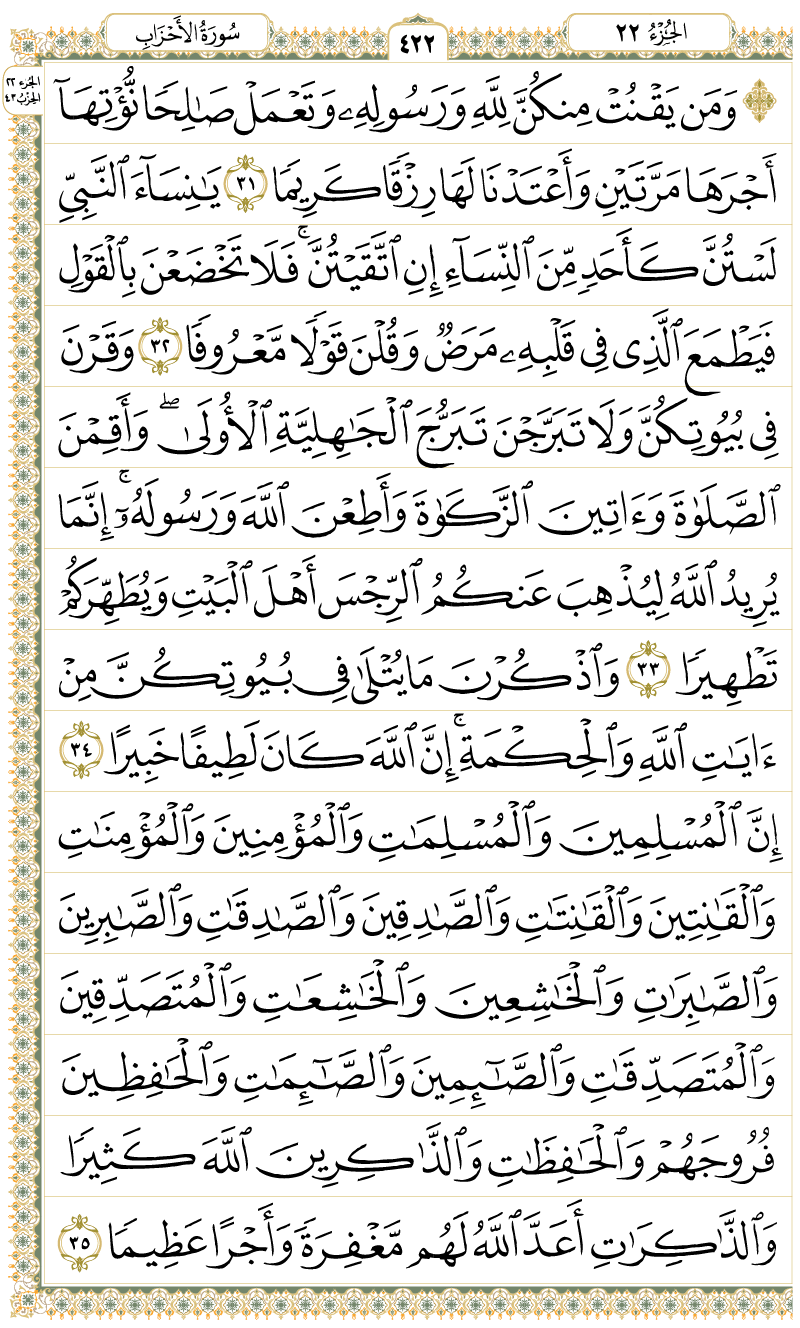 الجُزْءُ ٢٢
٤٢٢
سُورَةُ الأَحْزَابِ
الجزء ٢٢
الحزب ٤٣
وَمَن يَقْنُتْ مِنكُنَّ لِلَّهِ وَرَسُولِهِۦ وَتَعْمَلْ صَٰلِحًا نُّؤْتِهَآ
أَجْرَهَا مَرَّتَيْنِ وَأَعْتَدْنَا لَهَا رِزْقًا كَرِيمًا ٣١ يَٰنِسَآءَ ٱلنَّبِيِّ
لَسْتُنَّ كَأَحَدٍ مِّنَ ٱلنِّسَآءِ إِنِ ٱتَّقَيْتُنَّۚ فَلَا تَخْضَعْنَ بِٱلْقَوْلِ
فَيَطْمَعَ ٱلَّذِى فِى قَلْبِهِۦ مَرَضٌ وَقُلْنَ قَوْلًا مَّعْرُوفًا ٣٢ وَقَرْنَ
فِى بُيُوتِكُنَّ وَلَا تَبَرَّجْنَ تَبَرُّجَ ٱلْجَٰهِلِيَّةِ ٱلْأُولَىٰۖ وَأَقِمْنَ
ٱلصَّلَوٰةَ وَءَاتِينَ ٱلزَّكَوٰةَ وَأَطِعْنَ ٱللَّهَ وَرَسُولَهُۥٓۚ إِنَّمَا
يُرِيدُ ٱللَّهُ لِيُذْهِبَ عَنكُمُ ٱلرِّجْسَ أَهْلَ ٱلْبَيْتِ وَيُطَهِّرَكُمْ
تَطْهِيرًا ٣٣ وَٱذْكُرْنَ مَا يُتْلَىٰ فِى بُيُوتِكُنَّ مِنْ
ءَايَٰتِ ٱللَّهِ وَٱلْحِكْمَةِۚ إِنَّ ٱللَّهَ كَانَ لَطِيفًا خَبِيرًا ٣٤
إِنَّ ٱلْمُسْلِمِينَ وَٱلْمُسْلِمَٰتِ وَٱلْمُؤْمِنِينَ وَٱلْمُؤْمِنَٰتِ
وَٱلْقَٰنِتِينَ وَٱلْقَٰنِتَٰتِ وَٱلصَّٰدِقِينَ وَٱلصَّٰدِقَٰتِ وَٱلصَّٰبِرِينَ
وَٱلصَّٰبِرَٰتِ وَٱلْخَٰشِعِينَ وَٱلْخَٰشِعَٰتِ وَٱلْمُتَصَدِّقِينَ
وَٱلْمُتَصَدِّقَٰتِ وَٱلصَّٰٓئِمِينَ وَٱلصَّٰٓئِمَٰتِ وَٱلْحَٰفِظِينَ
فُرُوجَهُمْ وَٱلْحَٰفِظَٰتِ وَٱلذَّٰكِرِينَ ٱللَّهَ كَثِيرًا
وَٱلذَّٰكِرَٰتِ أَعَدَّ ٱللَّهُ لَهُم مَّغْفِرَةً وَأَجْرًا عَظِيمًا ٣٥